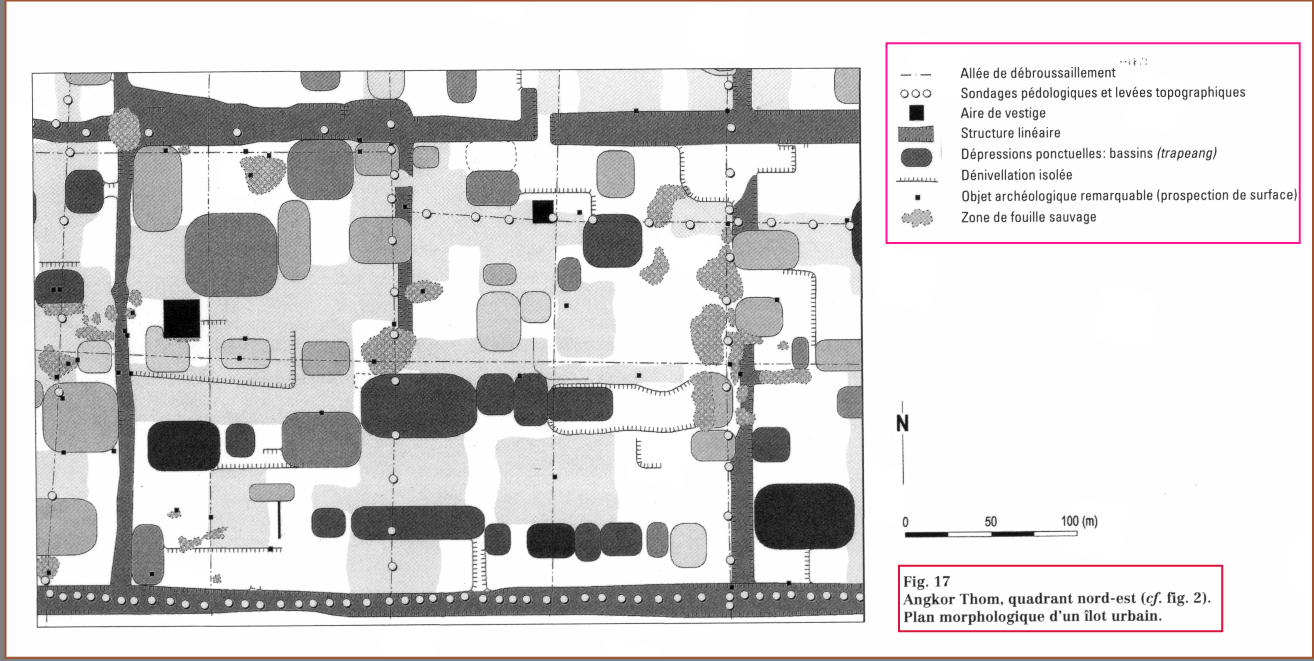 Allée de débroussaillement
Sondages pédologiques et levées topographiques
Aire de vestige
Structure linéaire
Dépressions ponctuelles: bassins (trapeang)
Dénivellation isolée
Objet archéologique remarquable (prospection de surface)
Zone de fouille sauvage
N
0 50 100 (m)
Fig. 17
Angkor Thom, quadrant nord-est (cf. fig. 2).
Plan morphologique d'un îlot urbain.